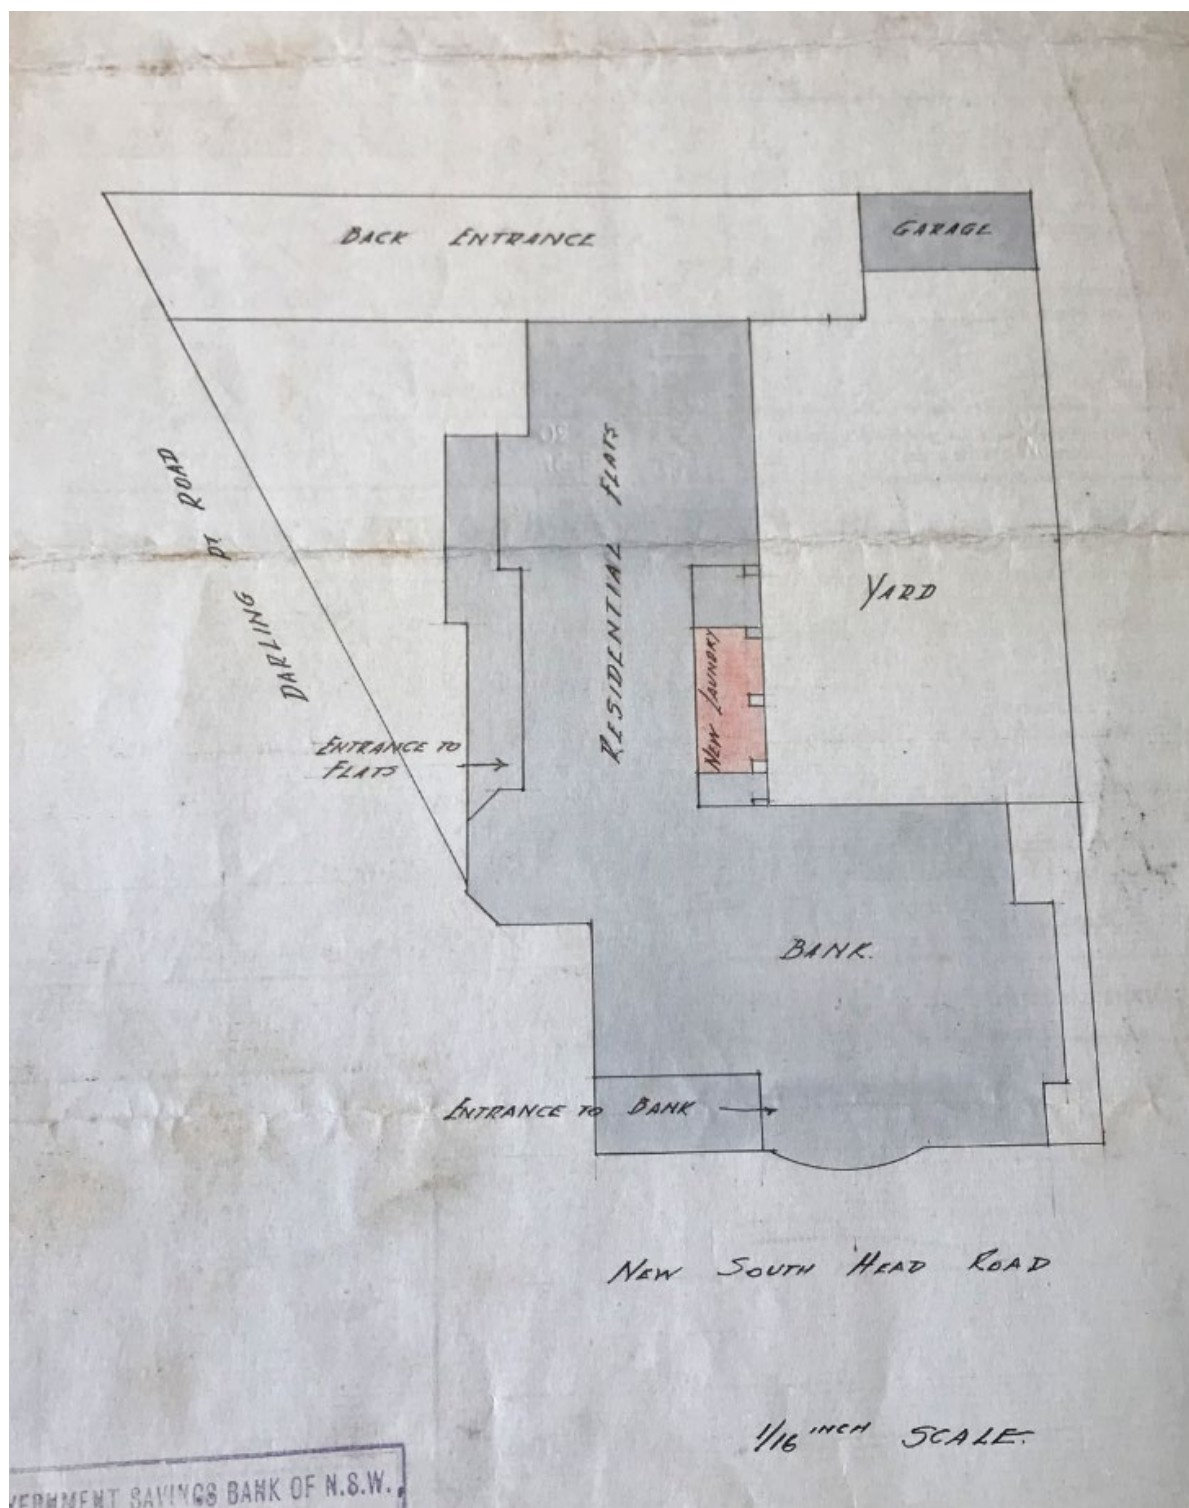 BACK ENTRANCE
GARAGE
DARLING PT ROAD
RESIDENTIAL FLATS
YARD
NEW LAUNDRY
ENTRANCE TO
FLATS
BANK.
ENTRANCE TO BANK
NEW SOUTH HEAD ROAD
1/16 INCH SCALE.
VERNMENT SAVINGS BANK OF N.S.W.